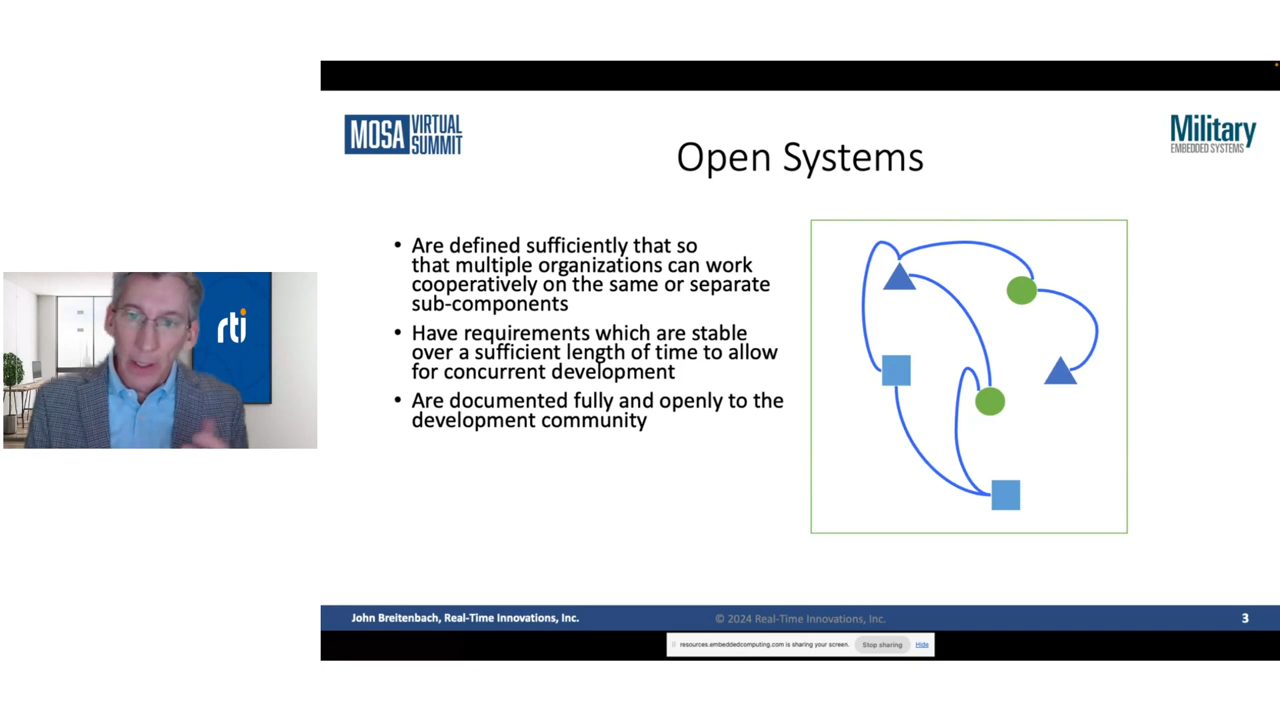 MOSA VIRTUAL SUMMIT
Military
EMBEDDED SYSTEMS
Open Systems
rti
• Are defined sufficiently that so
that multiple organizations can work
cooperatively on the same or separate
sub-components
• Have requirements which are stable
over a sufficient length of time to allow
for concurrent development
• Are documented fully and openly to the
development community
John Breitenbach, Real-Time Innovations, Inc.
© 2024 Real-Time Innovations, Inc.
3
resources.embeddedcomputing.com is sharing your screen.
Stop sharing
Hide